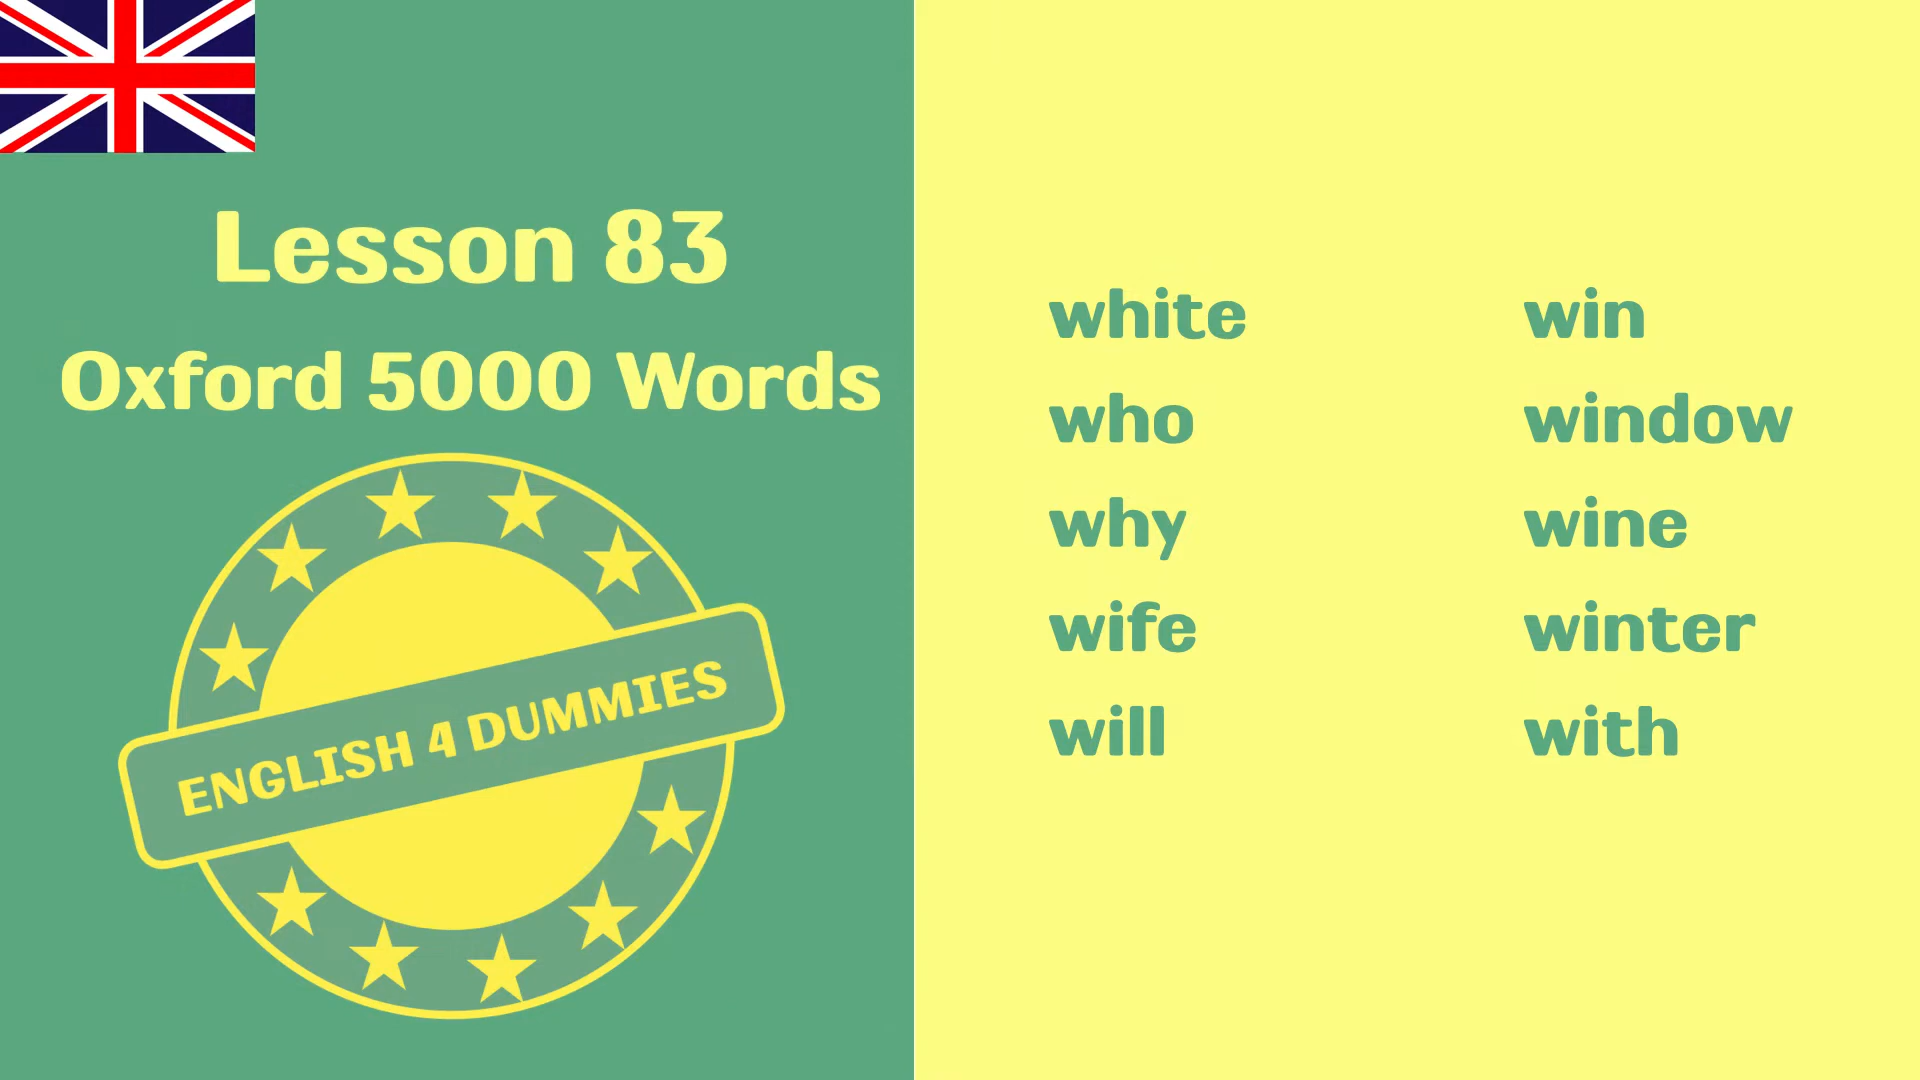 Lesson 83
Oxford 5000 Words
ENGLISH 4 DUMMIES
white
who
why
wife
will
win
window
wine
winter
with